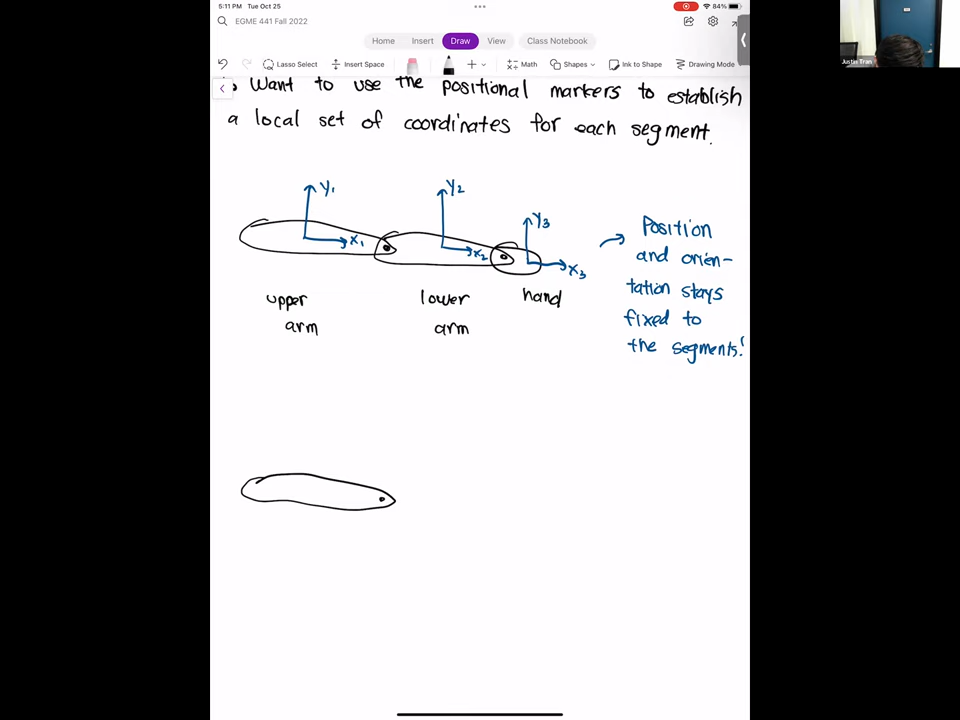 5:11 PM Tue Oct 25
84%
EGME 441 Fall 2022
Home Insert Draw View Class Notebook
Lasso Select Insert Space Math Shapes Ink to Shape Drawing Mode
Want to use the positional markers to establish
a local set of coordinates for each segment.
Y1 Y2 Y3
X1 X2 X3
upper
arm
lower
arm
hand
Position
and orien-
tation stays
fixed to
the segments!
Justin Tran